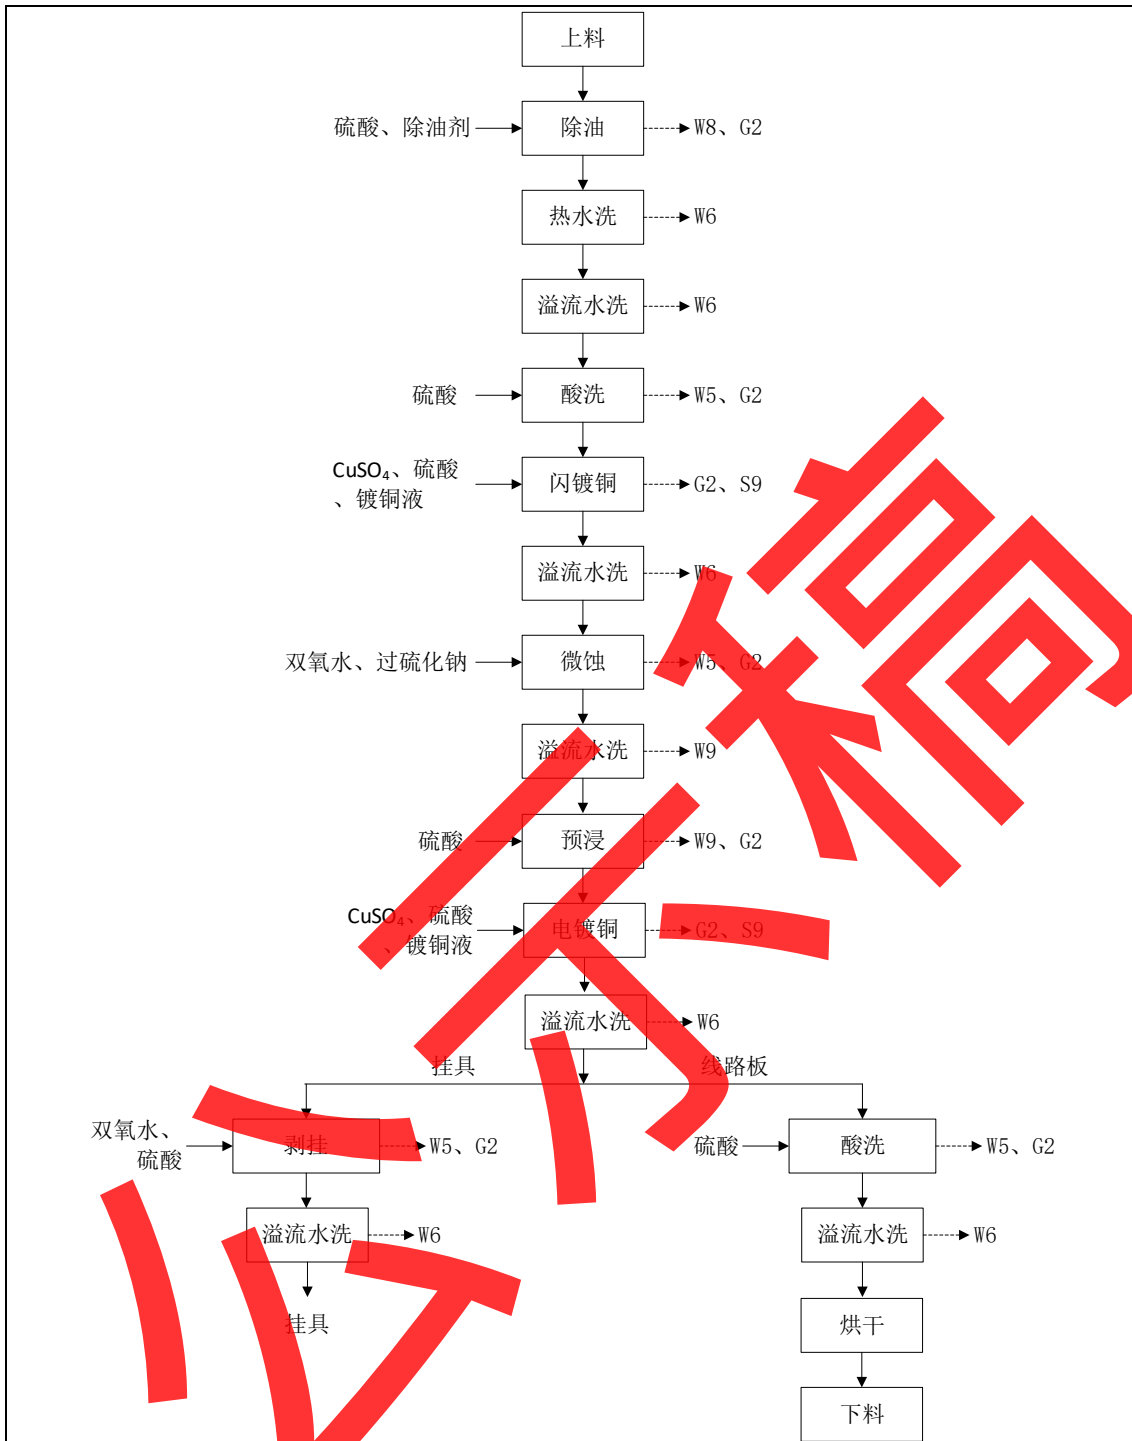 上料
硫酸、除油剂
除油
W8、G2
热水洗
W6
溢流水洗
W6
硫酸
酸洗
W5、G2
CuSO₄、硫酸
、镀铜液
闪镀铜
G2、S9
溢流水洗
W6
双氧水、过硫化钠
微蚀
W5、G2
溢流水洗
W9
硫酸
预浸
W9、G2
CuSO₄、硫酸
、镀铜液
电镀铜
G2、S9
溢流水洗
W6
挂具
线路板
双氧水、
硫酸
剥挂
W5、G2
硫酸
酸洗
W5、G2
溢流水洗
W6
溢流水洗
W6
挂具
烘干
下料
公示稿